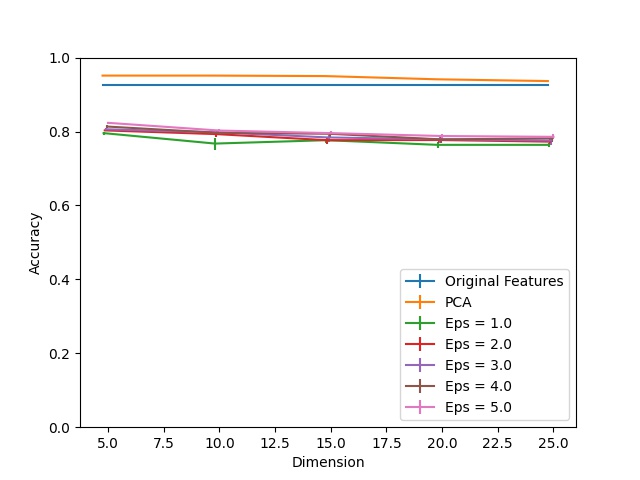 1.0
0.8
0.6
0.4
0.2
0.0
Accuracy
Original Features
PCA
Eps = 1.0
Eps = 2.0
Eps = 3.0
Eps = 4.0
Eps = 5.0
5.0 7.5 10.0 12.5 15.0 17.5 20.0 22.5 25.0
Dimension